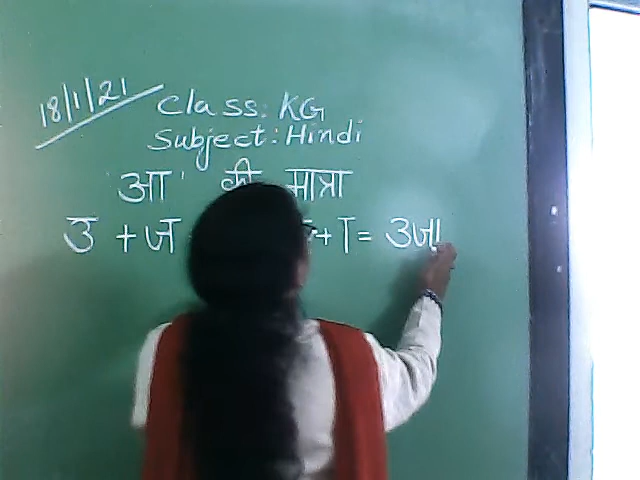 18/1/21
Class: KG
Subject: Hindi
'आ' की मात्रा
उ + ज + ा = उजा